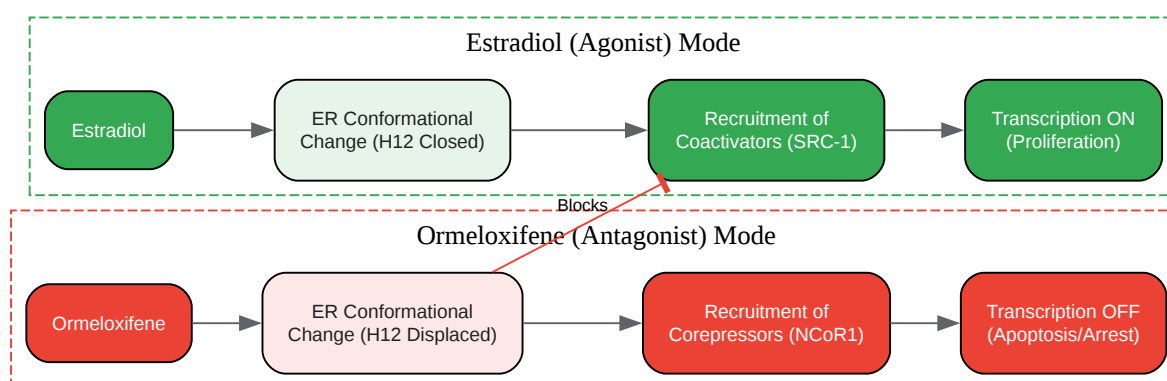 Estradiol (Agonist) Mode
Estradiol
ER Conformational
Change (H12 Closed)
Recruitment of
Coactivators (SRC-1)
Transcription ON
(Proliferation)
Blocks
Ormeloxifene (Antagonist) Mode
Ormeloxifene
ER Conformational
Change (H12 Displaced)
Recruitment of
Corepressors (NCoR1)
Transcription OFF
(Apoptosis/Arrest)